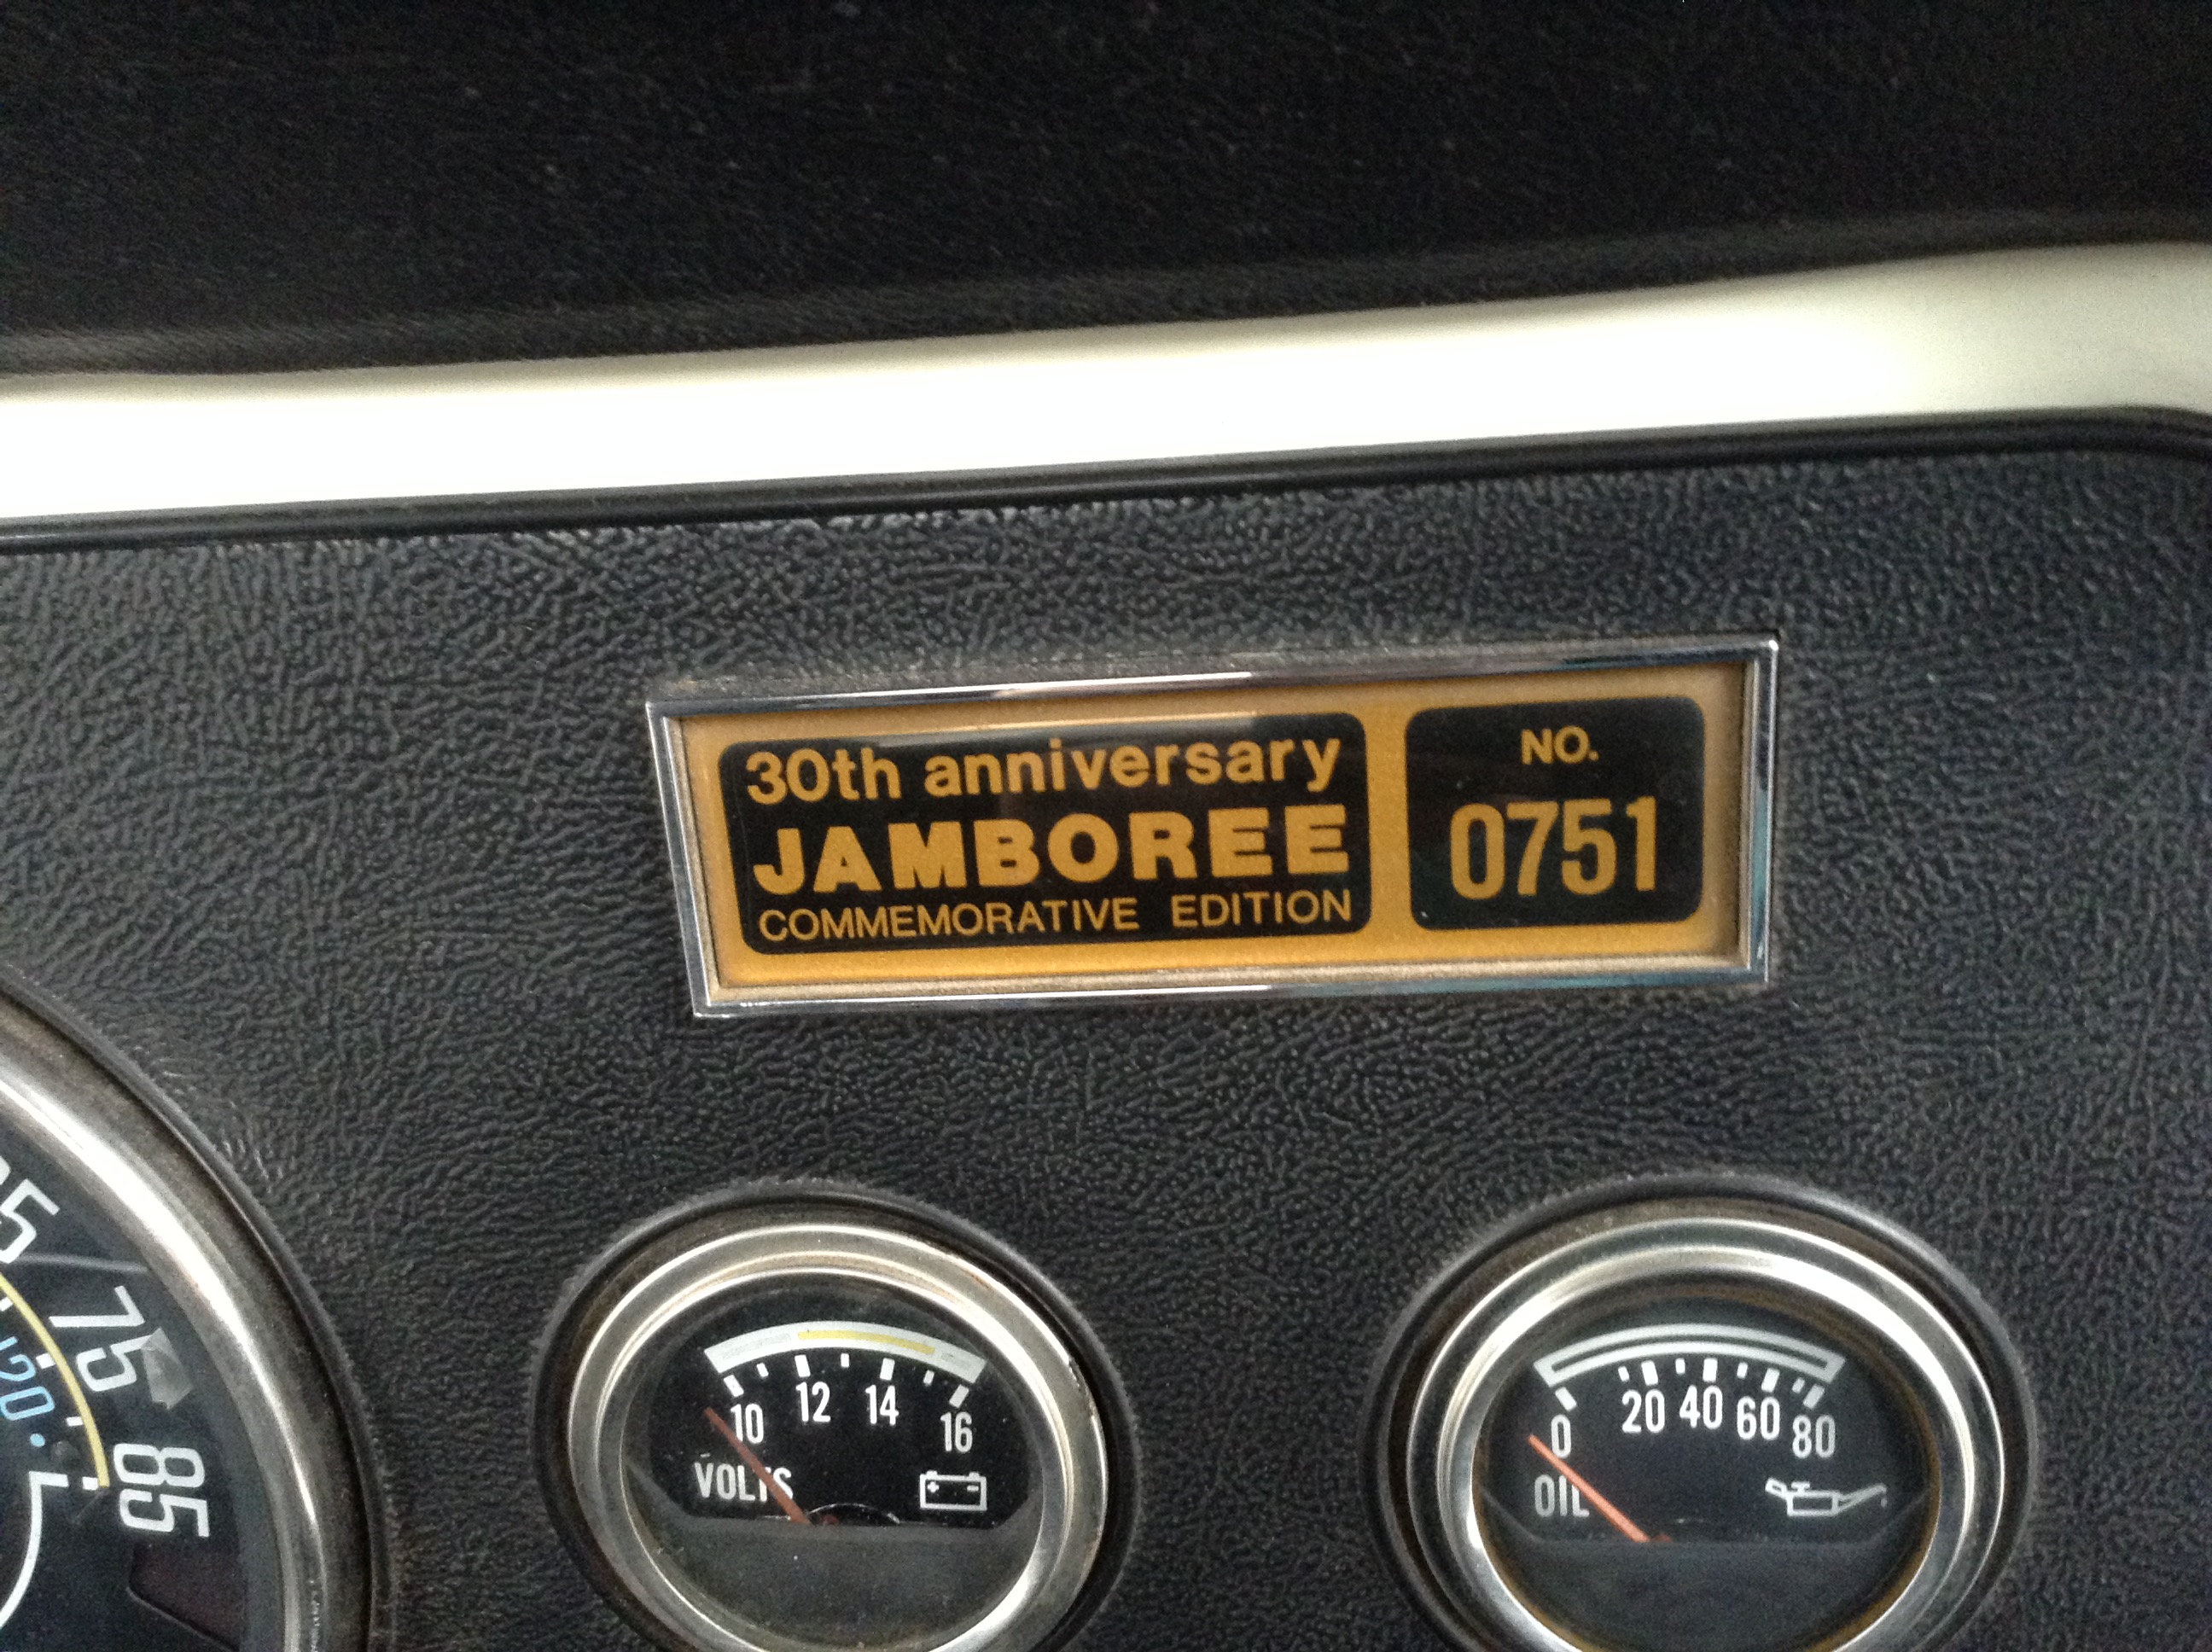 30th anniversary
JAMBOREE
COMMEMORATIVE EDITION
NO.
0751
75
85
120
10
12
14
16
VOLTS
0
20
40
60
80
OIL